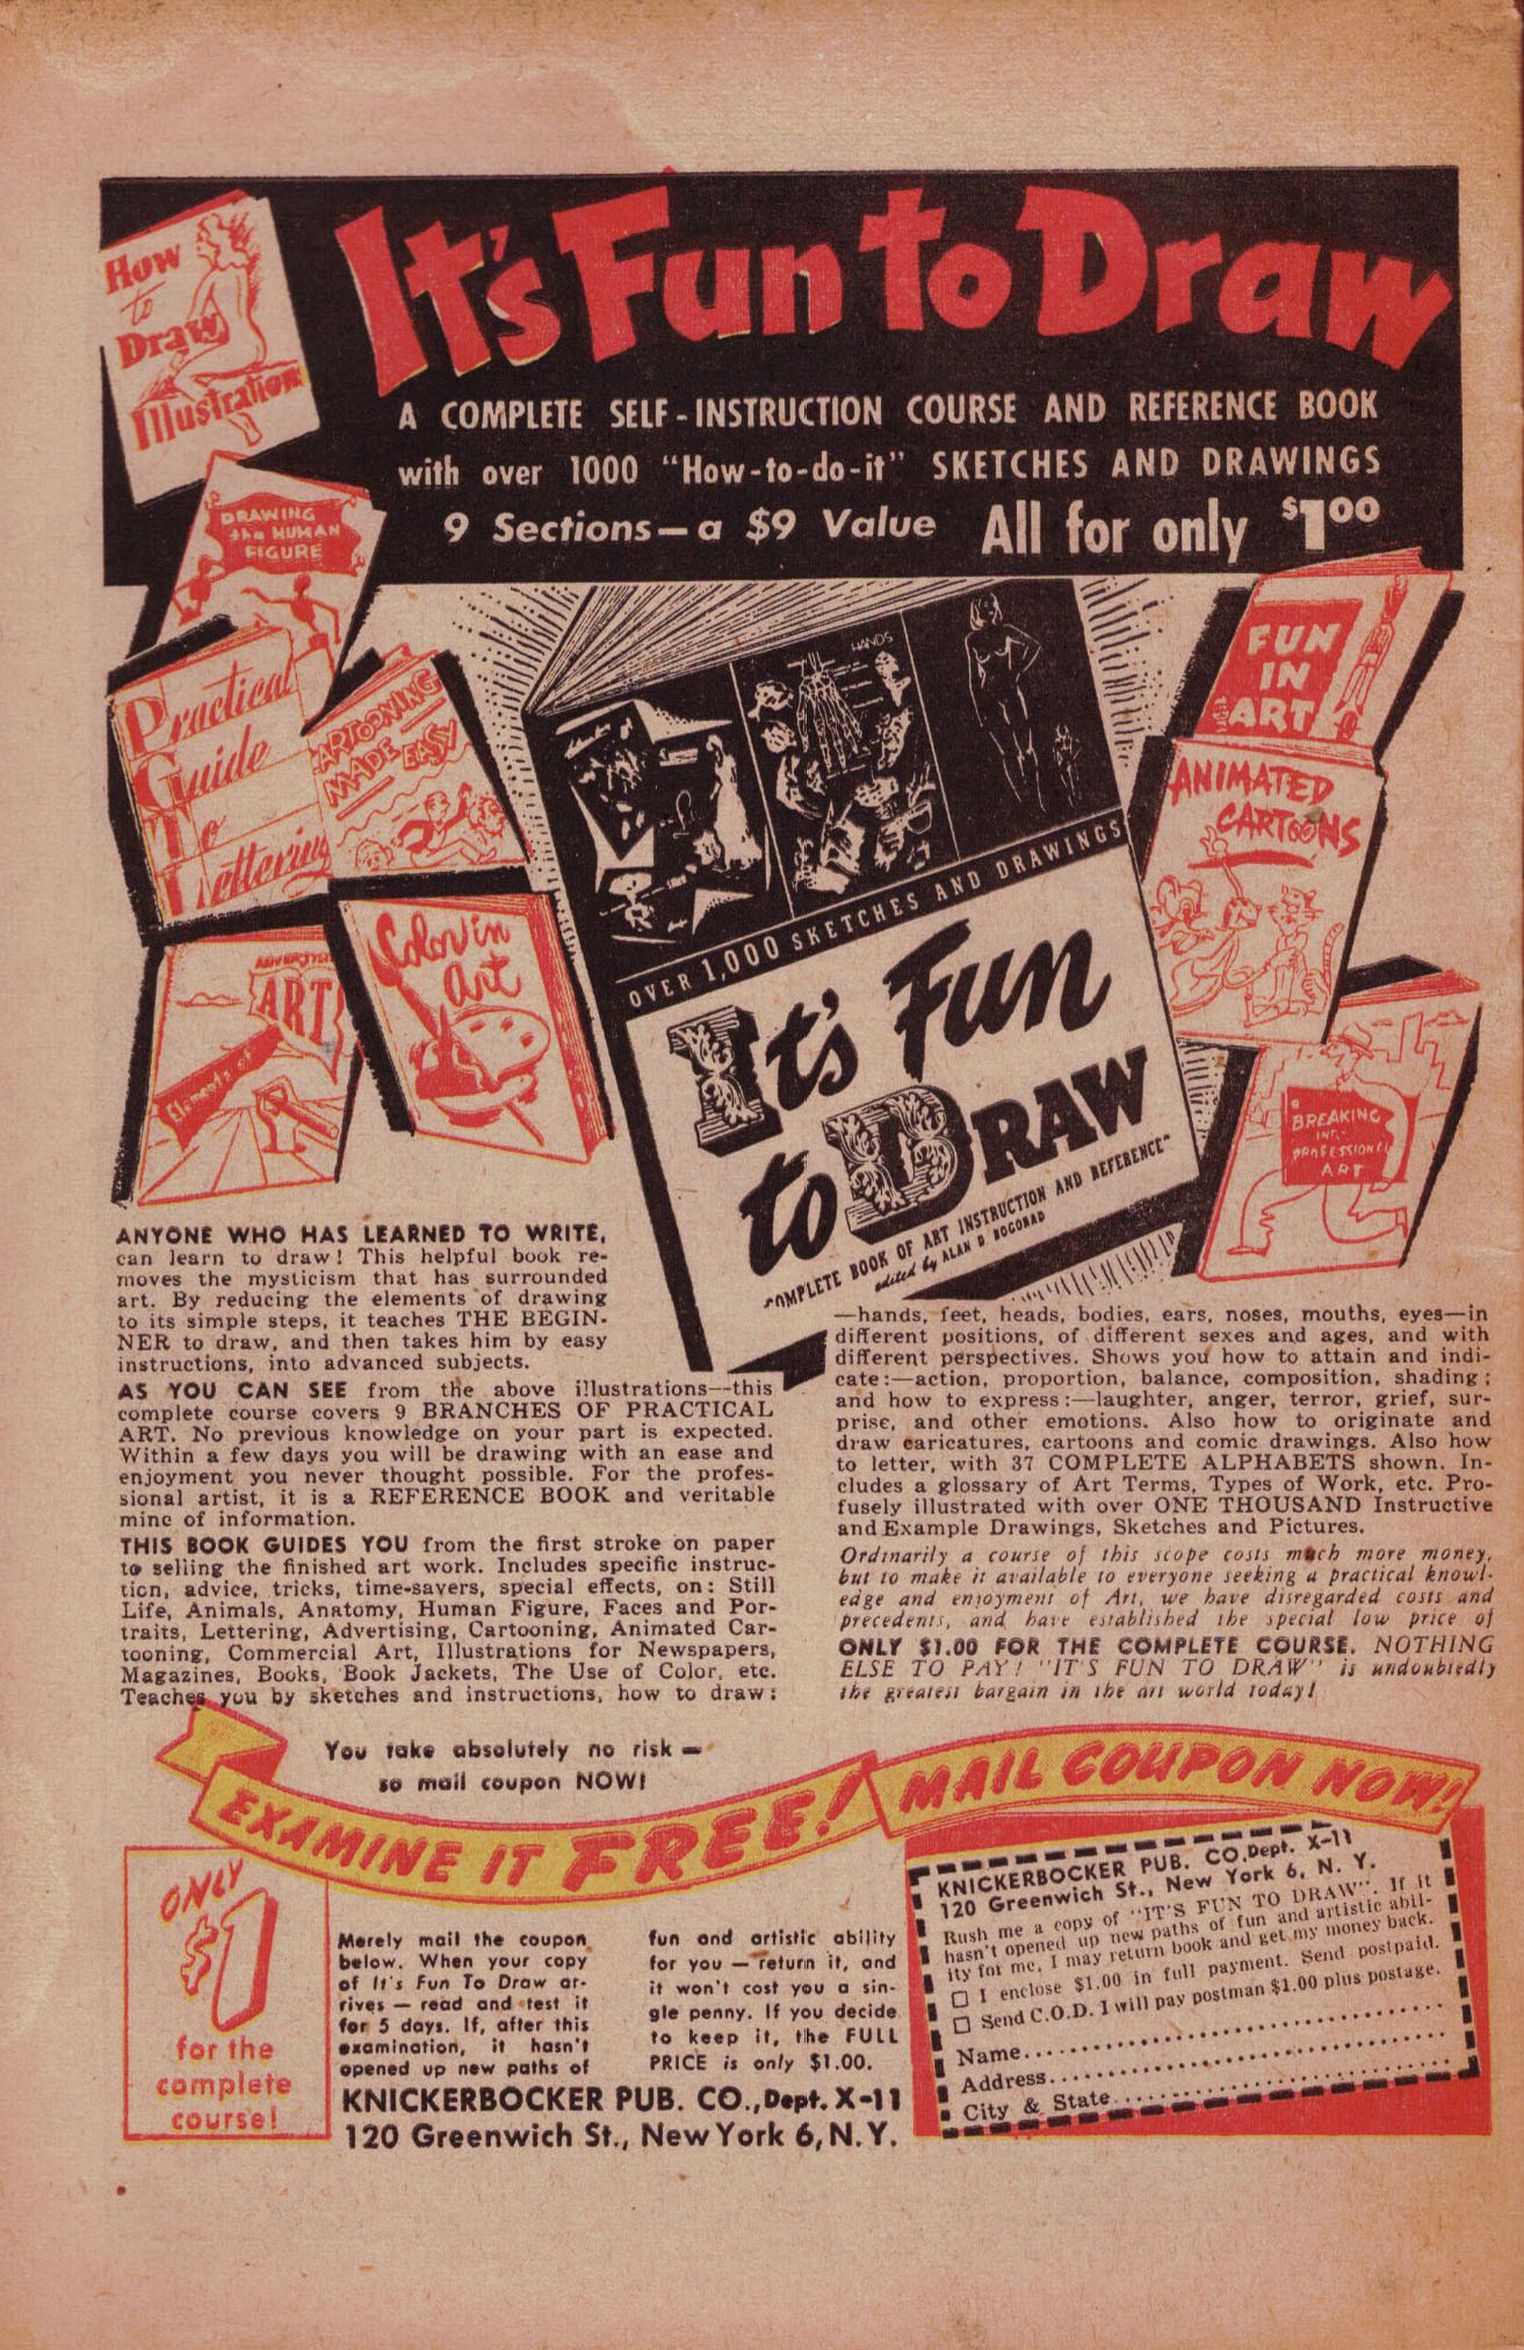 It's Fun to Draw
A COMPLETE SELF-INSTRUCTION COURSE AND REFERENCE BOOK
with over 1000 "How-to-do-it" SKETCHES AND DRAWINGS
9 Sections—a $9 Value All for only $1.00
How
to
Draw
Illustration
DRAWING
the HUMAN
FIGURE
Practical
Guide
To
Lettering
CARTOONING
MADE EASY
ADVERTISING
ART
Elements of
Color in
Art
HANDS
OVER 1,000 SKETCHES AND DRAWINGS
It's Fun
to DRAW
COMPLETE BOOK OF ART INSTRUCTION AND REFERENCE"
edited by ALAN D BOGORAD
FUN
IN
ART
ANIMATED
CARTOONS
BREAKING
INTO
PROFESSIONAL
ART
ANYONE WHO HAS LEARNED TO WRITE,
can learn to draw! This helpful book re-
moves the mysticism that has surrounded
art. By reducing the elements of drawing
to its simple steps, it teaches THE BEGIN-
NER to draw, and then takes him by easy
instructions, into advanced subjects.
AS YOU CAN SEE from the above illustrations--this
complete course covers 9 BRANCHES OF PRACTICAL
ART. No previous knowledge on your part is expected.
Within a few days you will be drawing with an ease and
enjoyment you never thought possible. For the profes-
sional artist, it is a REFERENCE BOOK and veritable
mine of information.
THIS BOOK GUIDES YOU from the first stroke on paper
to selling the finished art work. Includes specific instruc-
tion, advice, tricks, time-savers, special effects, on: Still
Life, Animals, Anatomy, Human Figure, Faces and Por-
traits, Lettering, Advertising, Cartooning, Animated Car-
tooning, Commercial Art, Illustrations for Newspapers,
Magazines, Books, Book Jackets, The Use of Color, etc.
Teaches you by sketches and instructions, how to draw:
—hands, feet, heads, bodies, ears, noses, mouths, eyes—in
different positions, of different sexes and ages, and with
different perspectives. Shows you how to attain and indi-
cate:—action, proportion, balance, composition, shading;
and how to express:—laughter, anger, terror, grief, sur-
prise, and other emotions. Also how to originate and
draw caricatures, cartoons and comic drawings. Also how
to letter, with 37 COMPLETE ALPHABETS shown. In-
cludes a glossary of Art Terms, Types of Work, etc. Pro-
fusely illustrated with over ONE THOUSAND Instructive
and Example Drawings, Sketches and Pictures.
Ordinarily a course of this scope costs much more money,
but to make it available to everyone seeking a practical knowl-
edge and enjoyment of Art, we have disregarded costs and
precedents, and have established the special low price of
ONLY $1.00 FOR THE COMPLETE COURSE. NOTHING
ELSE TO PAY! "IT'S FUN TO DRAW" is undoubtedly
the greatest bargain in the art world today!
You take absolutely no risk —
so mail coupon NOW!
EXAMINE IT FREE! MAIL COUPON NOW!
ONLY
$1
for the
complete
course!
Merely mail the coupon
below. When your copy
of It's Fun To Draw ar-
rives — read and test it
for 5 days. If, after this
examination, it hasn't
opened up new paths of
fun and artistic ability
for you — return it, and
it won't cost you a sin-
gle penny. If you decide
to keep it, the FULL
PRICE is only $1.00.
KNICKERBOCKER PUB. CO., Dept. X-11
120 Greenwich St., New York 6, N.Y.
KNICKERBOCKER PUB. CO. Dept. X-11
120 Greenwich St., New York 6, N. Y.
Rush me a copy of "IT'S FUN TO DRAW". If it
hasn't opened up new paths of fun and artistic abil-
ity for me, I may return book and get my money back.
□ I enclose $1.00 in full payment. Send postpaid.
□ Send C.O.D. I will pay postman $1.00 plus postage.
Name
Address
City & State